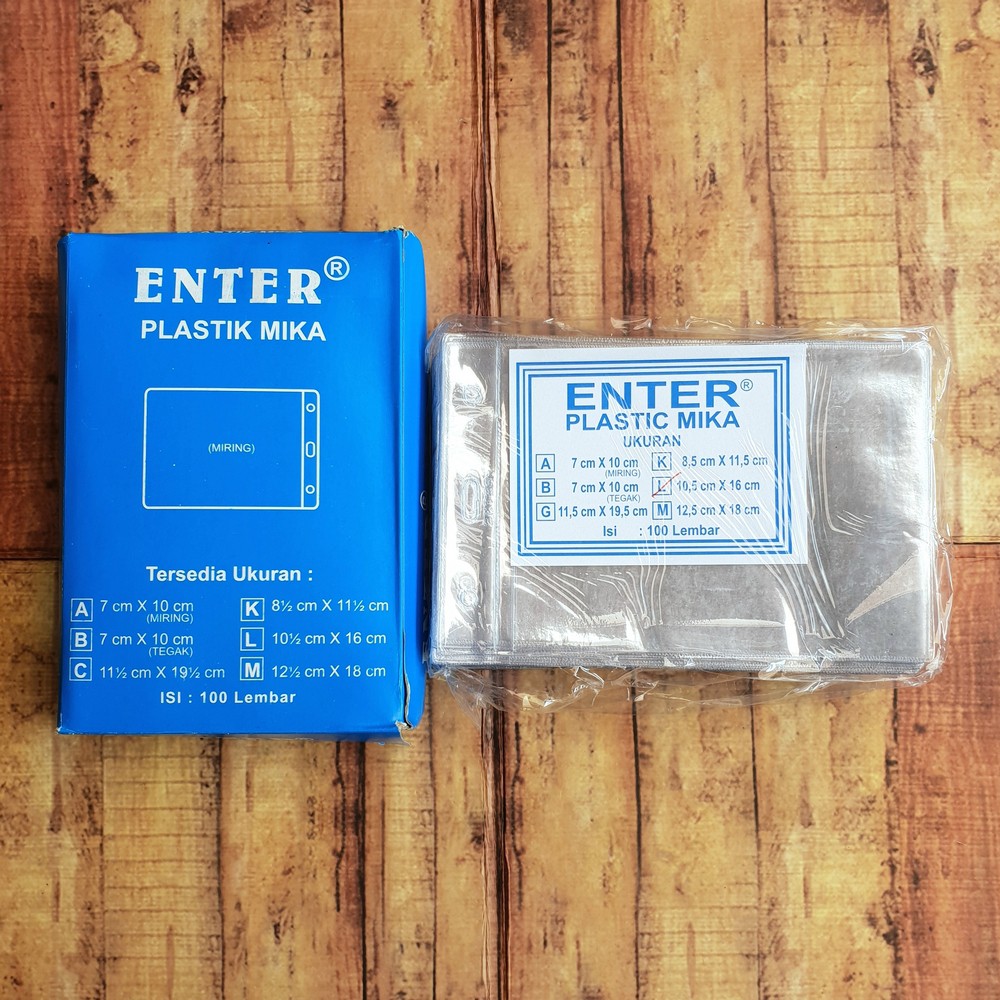 ENTER®
PLASTIK MIKA
(MIRING)
Tersedia Ukuran :
A 7 cm X 10 cm (MIRING) K 8½ cm X 11½ cm
B 7 cm X 10 cm (TEGAK) L 10½ cm X 16 cm
C 11½ cm X 19½ cm M 12½ cm X 18 cm
ISI : 100 Lembar
ENTER®
PLASTIC MIKA
UKURAN
A 7 cm X 10 cm (MIRING) K 8,5 cm X 11,5 cm
B 7 cm X 10 cm (TEGAK) L 10,5 cm X 16 cm
G 11,5 cm X 19,5 cm M 12,5 cm X 18 cm
Isi : 100 Lembar